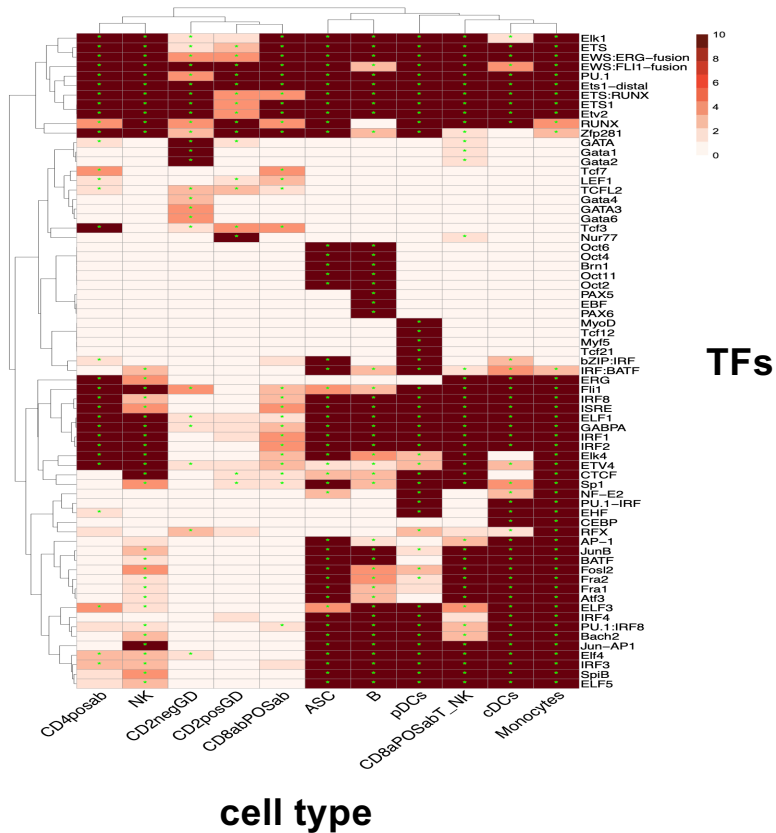 Elk1
ETS
EWS:ERG−fusion
EWS:FLI1−fusion
PU.1
Ets1−distal
ETS:RUNX
ETS1
Etv2
RUNX
Zfp281
GATA
Gata1
Gata2
Tcf7
LEF1
TCFL2
Gata4
GATA3
Gata6
Tcf3
Nur77
Oct6
Oct4
Brn1
Oct11
Oct2
PAX5
EBF
PAX6
MyoD
Tcf12
Myf5
Tcf21
bZIP:IRF
IRF:BATF
ERG
Fli1
IRF8
ISRE
ELF1
GABPA
IRF1
IRF2
Elk4
ETV4
CTCF
Sp1
NF−E2
PU.1−IRF
EHF
CEBP
RFX
AP−1
JunB
BATF
Fosl2
Fra2
Fra1
Atf3
ELF3
IRF4
PU.1:IRF8
Bach2
Jun−AP1
Elf4
IRF3
SpiB
ELF5
10
8
6
4
2
0
TFs
CD4posab
NK
CD2negGD
CD2posGD
CD8abPOSab
ASC
B
pDCs
CD8aPOSabT_NK
cDCs
Monocytes
cell type